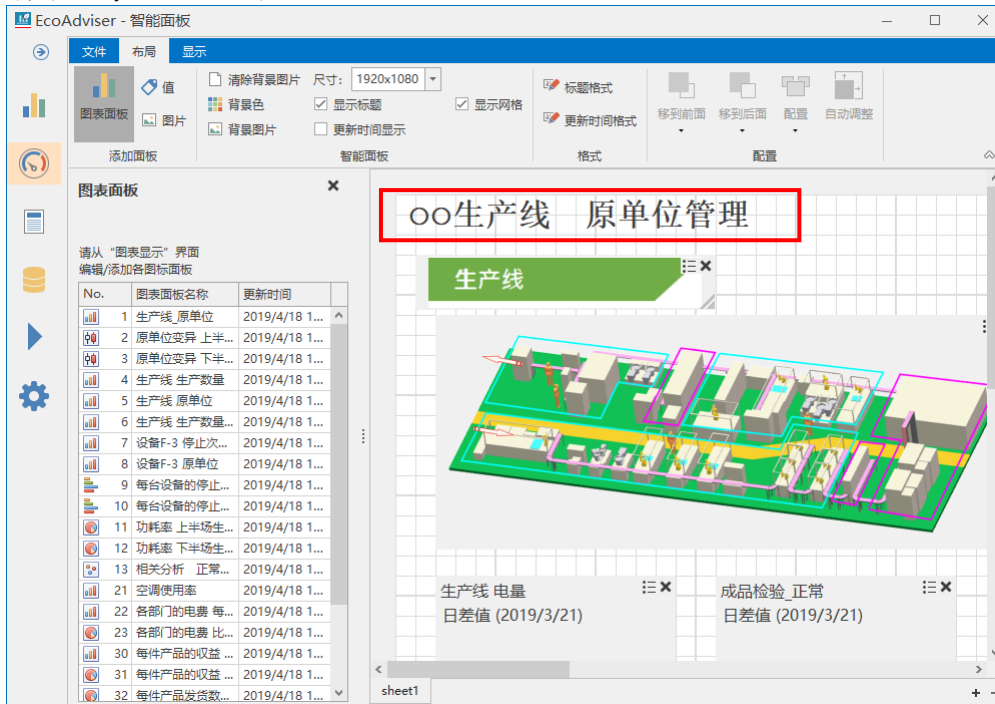 EcoAdviser - 智能面板
文件 布局 显示
图表面板
值
图片
添加面板
清除背景图片
背景色
背景图片
尺寸: 1920x1080
显示标题
更新时间显示
显示网格
智能面板
标题格式
更新时间格式
格式
移到前面 移到后面 配置 自动调整
配置
图表面板
请从“图表显示”界面
编辑/添加各图标面板
No. 图表面板名称 更新时间
1 生产线_原单位 2019/4/18 1...
2 原单位变异 上半... 2019/4/18 1...
3 原单位变异 下半... 2019/4/18 1...
4 生产线 生产数量 2019/4/18 1...
5 生产线 原单位 2019/4/18 1...
6 生产线 生产数量... 2019/4/18 1...
7 设备F-3 停止次... 2019/4/18 1...
8 设备F-3 原单位 2019/4/18 1...
9 每台设备的停止... 2019/4/18 1...
10 每台设备的停止... 2019/4/18 1...
11 功耗率 上半场生... 2019/4/18 1...
12 功耗率 下半场生... 2019/4/18 1...
13 相关分析 正常... 2019/4/18 1...
21 空调使用率 2019/4/18 1...
22 各部门的电费 每... 2019/4/18 1...
23 各部门的电费 比... 2019/4/18 1...
30 每件产品的收益 ... 2019/4/18 1...
31 每件产品的收益 ... 2019/4/18 1...
32 每件产品发货数... 2019/4/18 1...
○○生产线 原单位管理
生产线
生产线 电量
日差值 (2019/3/21)
成品检验_正常
日差值 (2019/3/21)
sheet1